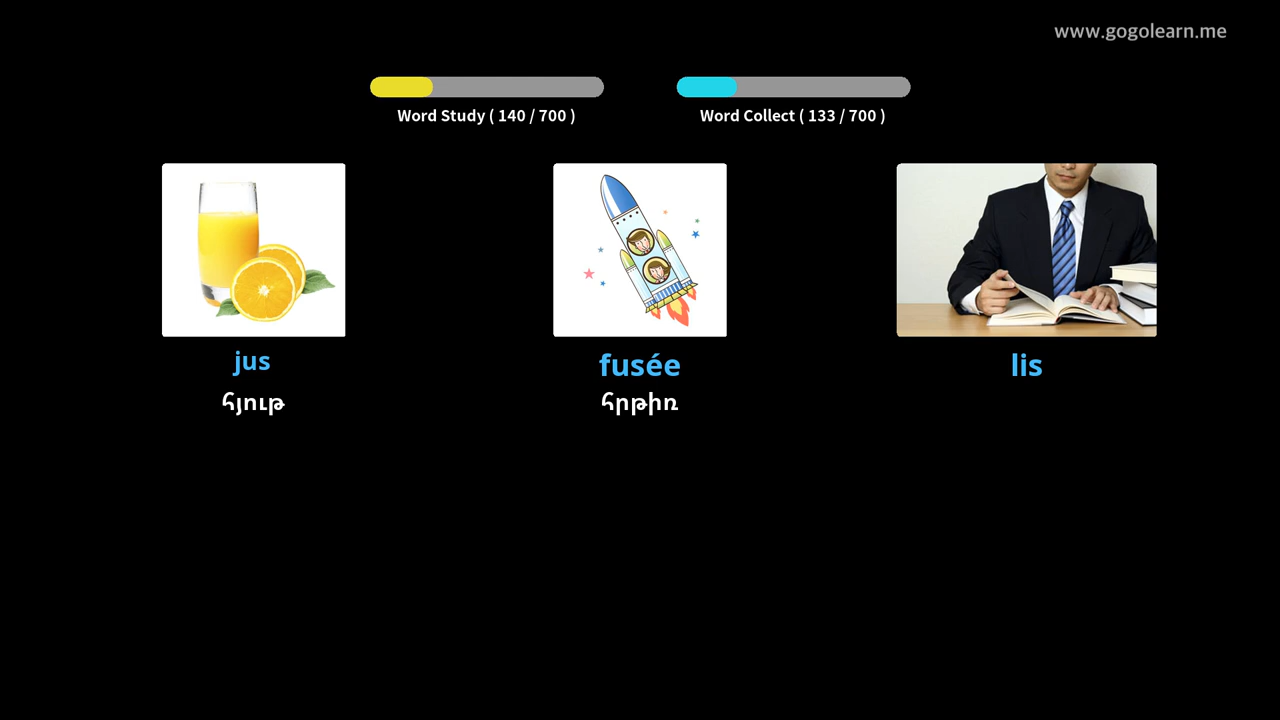 www.gogolearn.me
Word Study ( 140 / 700 )
Word Collect ( 133 / 700 )
jus
fusée
lis
հյութ
հրթիռ